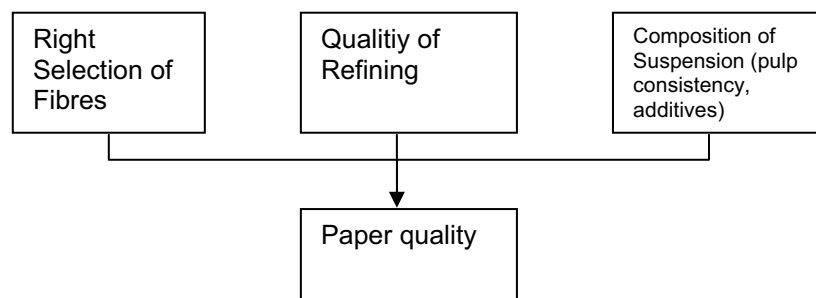 Right
Selection of
Fibres
Qualitiy of
Refining
Composition of
Suspension (pulp
consistency,
additives)
Paper quality